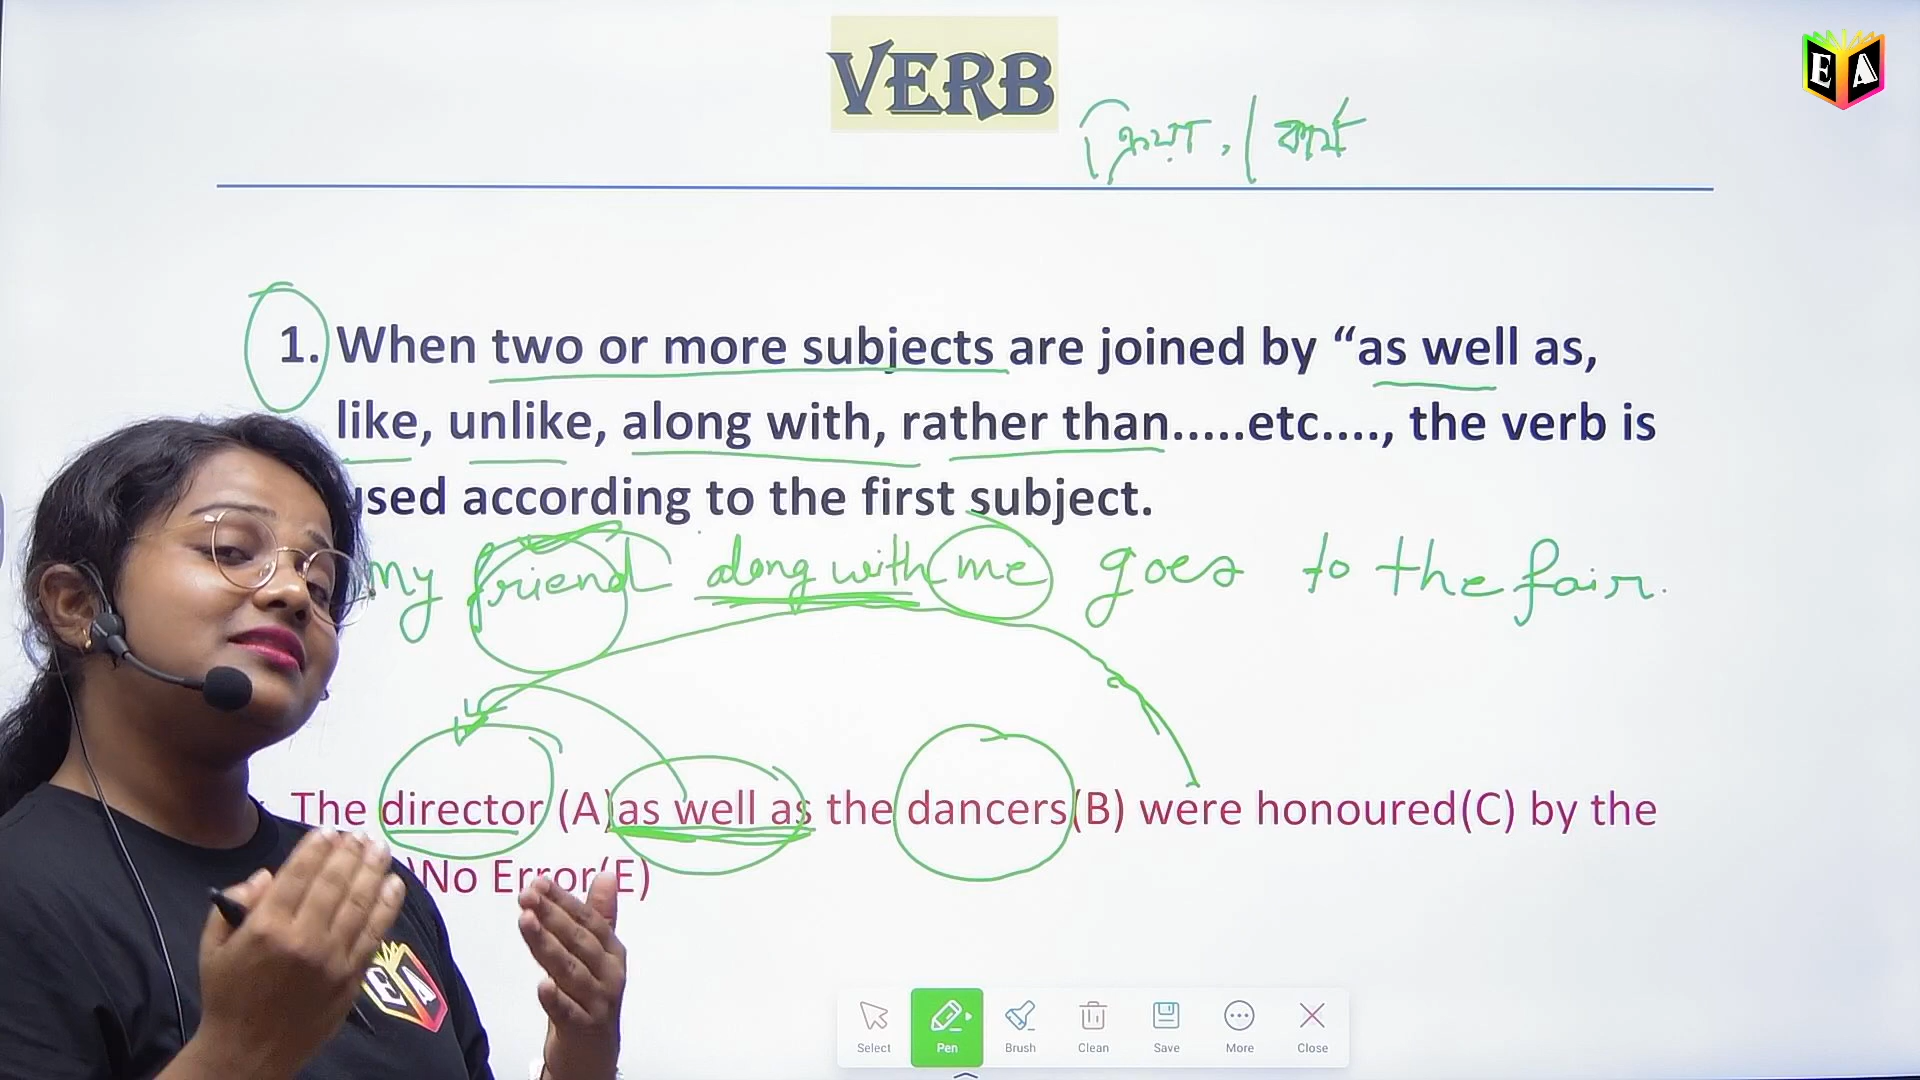 VERB
ক্রিয়া, / কার্য
E A
1. When two or more subjects are joined by “as well as,
like, unlike, along with, rather than.....etc...., the verb is
used according to the first subject.
my friend along with me goes to the fair.
The director (A)as well as the dancers(B) were honoured(C) by the
)No Error(E)
E A
Select Pen Brush Clean Save More Close